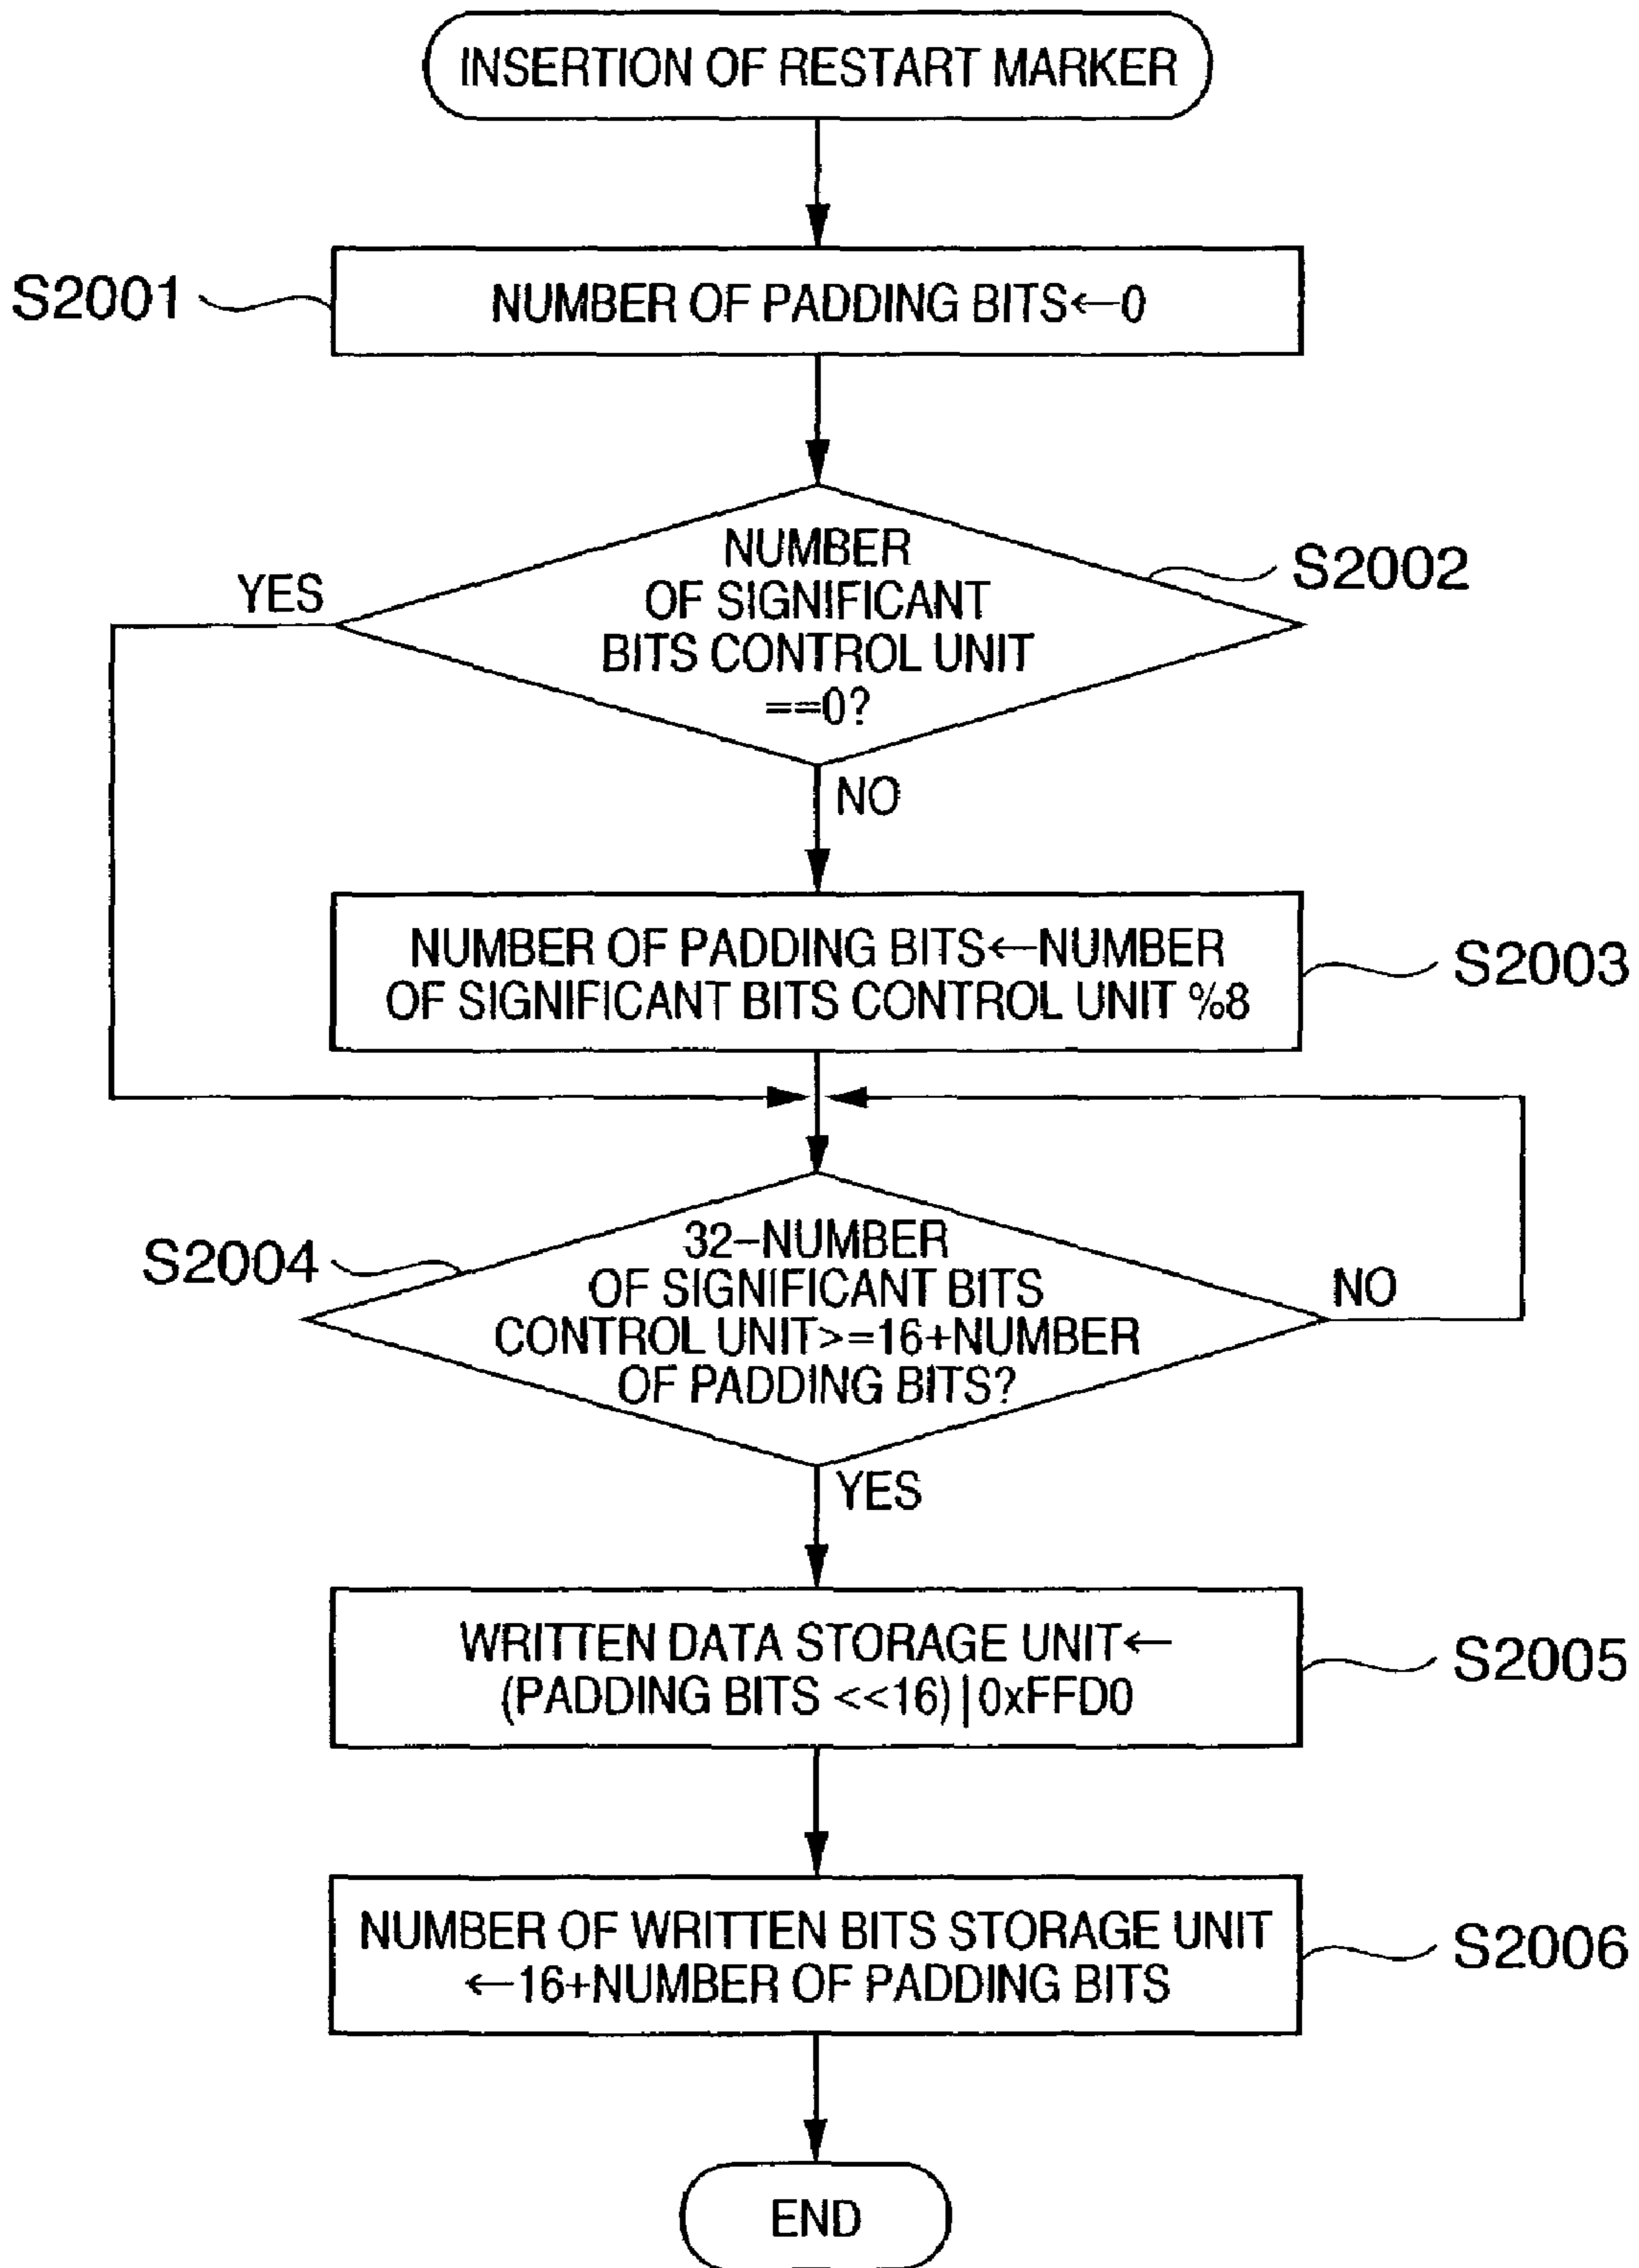 INSERTION OF RESTART MARKER
S2001
NUMBER OF PADDING BITS←0
NUMBER
OF SIGNIFICANT
BITS CONTROL UNIT
==0?
S2002
YES
NO
NUMBER OF PADDING BITS←NUMBER
OF SIGNIFICANT BITS CONTROL UNIT %8
S2003
S2004
32–NUMBER
OF SIGNIFICANT BITS
CONTROL UNIT>=16+NUMBER
OF PADDING BITS?
NO
YES
WRITTEN DATA STORAGE UNIT←
(PADDING BITS <<16)|0xFFD0
S2005
NUMBER OF WRITTEN BITS STORAGE UNIT
←16+NUMBER OF PADDING BITS
S2006
END